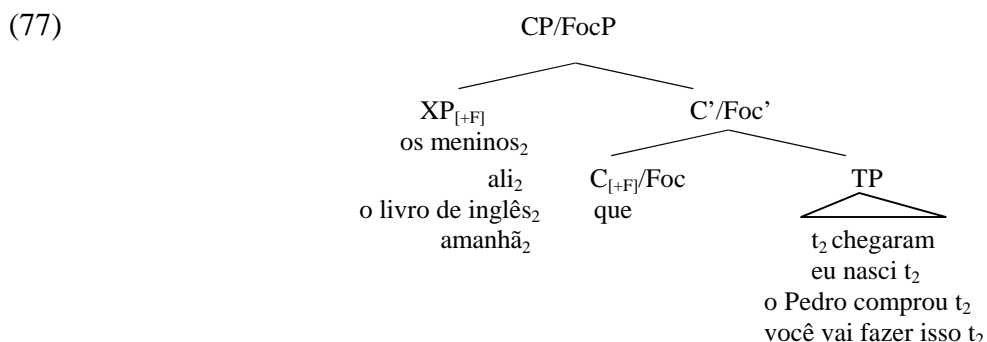 (77) CP/FocP
XP[+F] C’/Foc’
os meninos2
ali2 C[+F]/Foc TP
o livro de inglês2 que
amanhã2
t2 chegaram
eu nasci t2
o Pedro comprou t2
você vai fazer isso t2